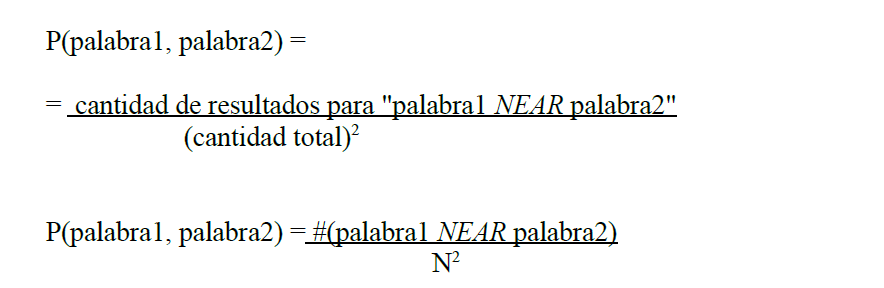 P(palabra1, palabra2) =
= cantidad de resultados para "palabra1 NEAR palabra2"
(cantidad total)²
P(palabra1, palabra2) = #(palabra1 NEAR palabra2)
N²